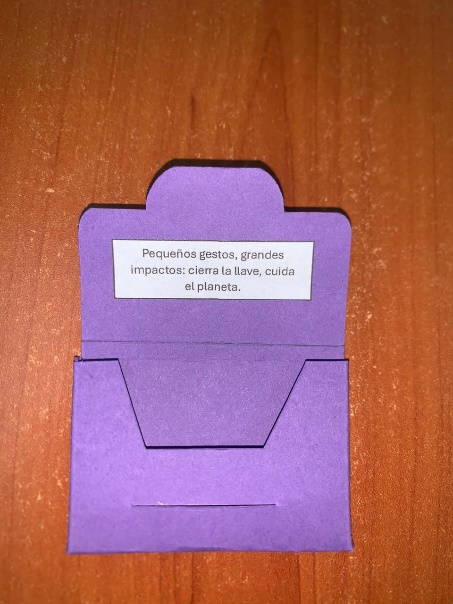 Pequeños gestos, grandes
impactos: cierra la llave, cuida
el planeta.